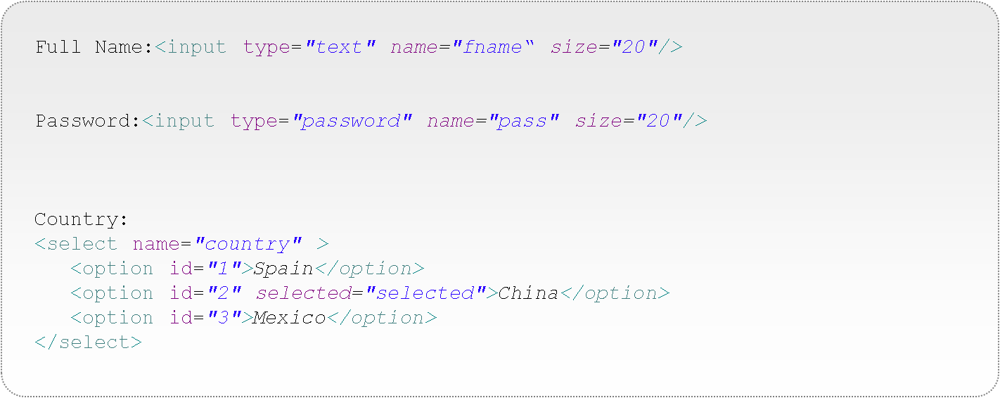 Full Name:<input type="text" name="fname“ size="20"/>
Password:<input type="password" name="pass" size="20"/>
Country:
<select name="country" >
<option id="1">Spain</option>
<option id="2" selected="selected">China</option>
<option id="3">Mexico</option>
</select>